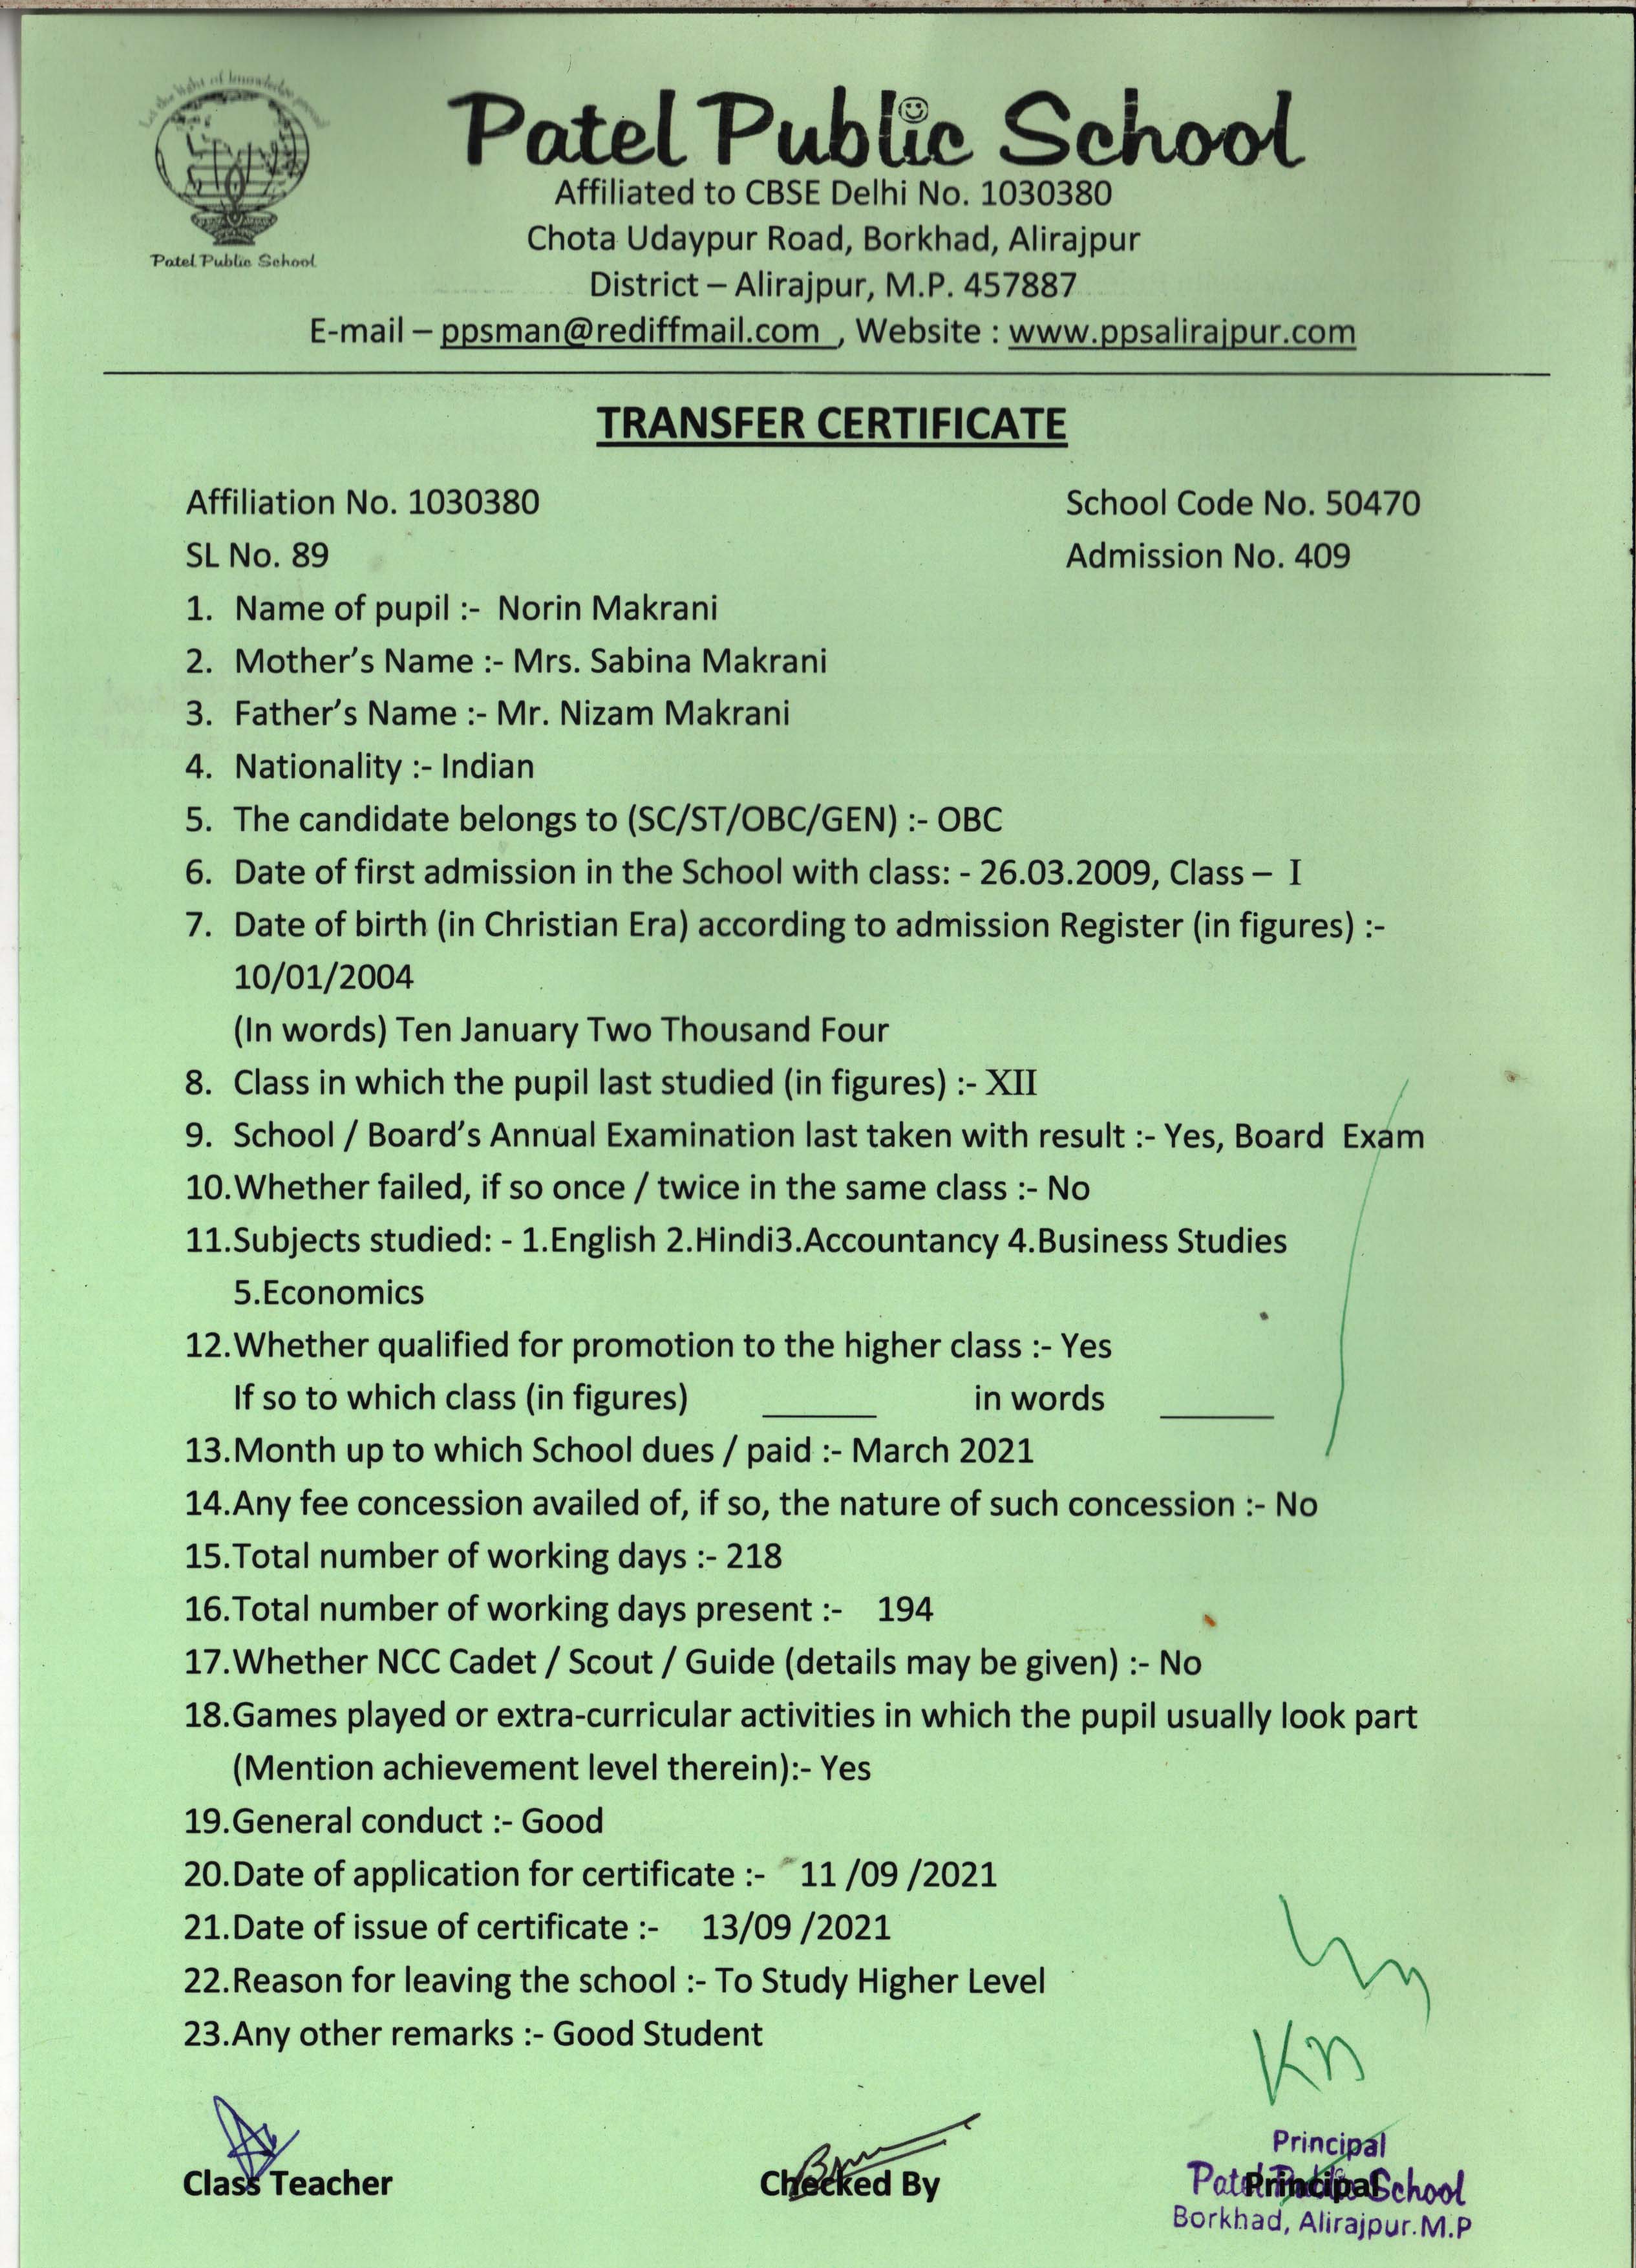 Let the light of knowledge
Patel Public School
Patel Public School
Affiliated to CBSE Delhi No. 1030380
Chota Udaypur Road, Borkhad, Alirajpur
District – Alirajpur, M.P. 457887
E-mail – ppsman@rediffmail.com , Website : www.ppsalirajpur.com
TRANSFER CERTIFICATE
Affiliation No. 1030380 School Code No. 50470
SL No. 89 Admission No. 409
1. Name of pupil :- Norin Makrani
2. Mother's Name :- Mrs. Sabina Makrani
3. Father's Name :- Mr. Nizam Makrani
4. Nationality :- Indian
5. The candidate belongs to (SC/ST/OBC/GEN) :- OBC
6. Date of first admission in the School with class: - 26.03.2009, Class – I
7. Date of birth (in Christian Era) according to admission Register (in figures) :-
10/01/2004
(In words) Ten January Two Thousand Four
8. Class in which the pupil last studied (in figures) :- XII
9. School / Board's Annual Examination last taken with result :- Yes, Board Exam
10.Whether failed, if so once / twice in the same class :- No
11.Subjects studied: - 1.English 2.Hindi3.Accountancy 4.Business Studies
5.Economics
12.Whether qualified for promotion to the higher class :- Yes
If so to which class (in figures) ______ in words ______
13.Month up to which School dues / paid :- March 2021
14.Any fee concession availed of, if so, the nature of such concession :- No
15.Total number of working days :- 218
16.Total number of working days present :- 194
17.Whether NCC Cadet / Scout / Guide (details may be given) :- No
18.Games played or extra-curricular activities in which the pupil usually look part
(Mention achievement level therein):- Yes
19.General conduct :- Good
20.Date of application for certificate :- 11 /09 /2021
21.Date of issue of certificate :- 13/09 /2021
22.Reason for leaving the school :- To Study Higher Level
23.Any other remarks :- Good Student
Class Teacher Checked By Principal
Principal
Patel Public School
Borkhad, Alirajpur.M.P